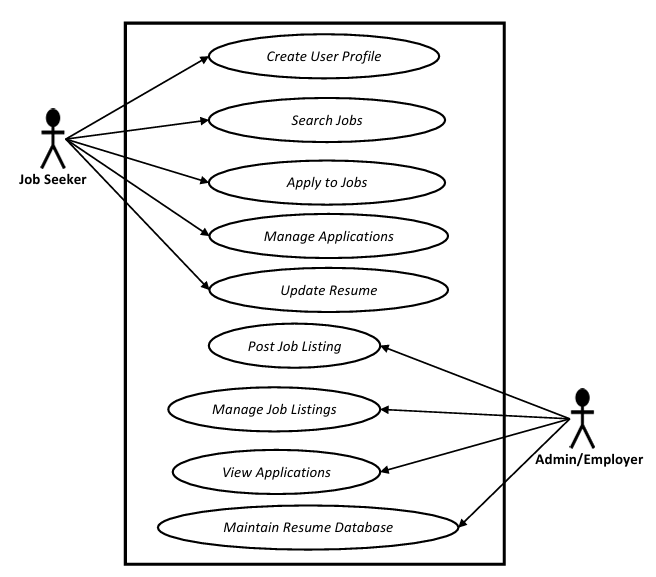 Create User Profile
Search Jobs
Job Seeker
Apply to Jobs
Manage Applications
Update Resume
Post Job Listing
Manage Job Listings
Admin/Employer
View Applications
Maintain Resume Database